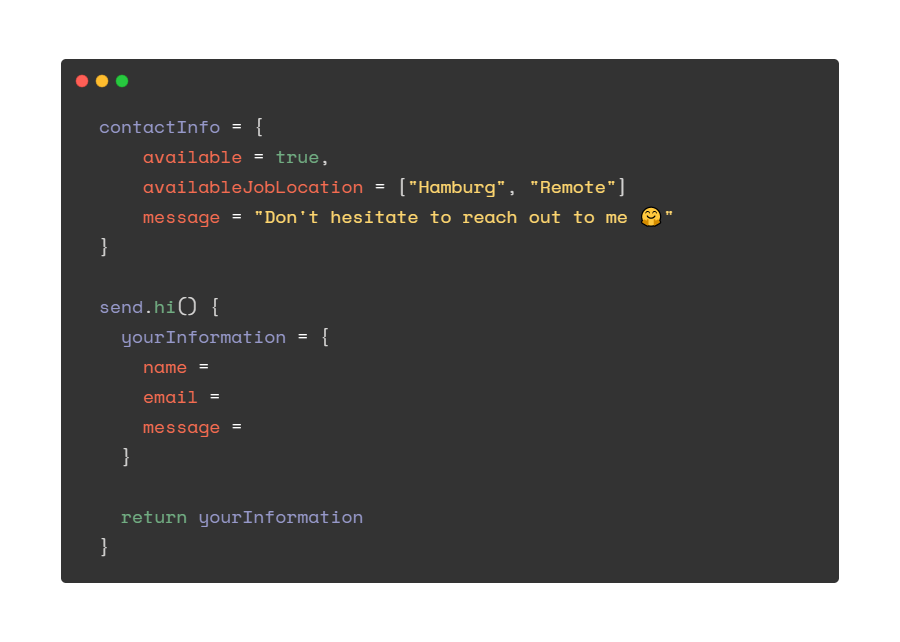 contactInfo = {
    available = true,
    availableJobLocation = ["Hamburg", "Remote"]
    message = "Don't hesitate to reach out to me 🤗"
}

send.hi() {
  yourInformation = {
    name =
    email =
    message =
  }

  return yourInformation
}